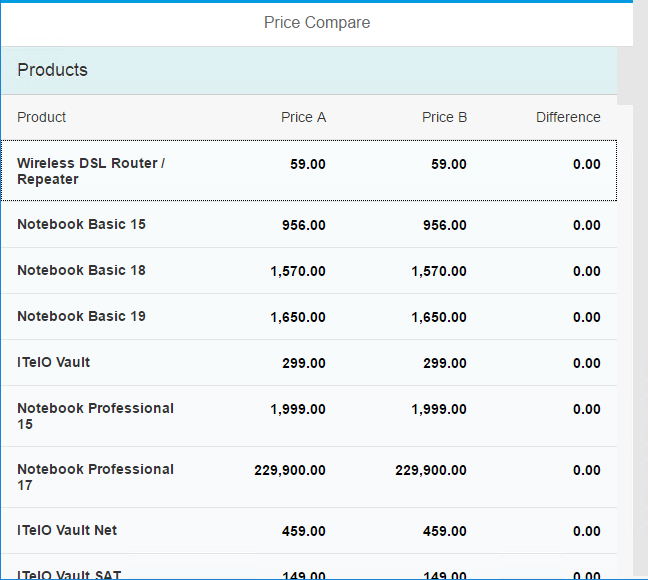 Price Compare
Products
Product Price A Price B Difference
Wireless DSL Router / 59.00 59.00 0.00
Repeater
Notebook Basic 15 956.00 956.00 0.00
Notebook Basic 18 1,570.00 1,570.00 0.00
Notebook Basic 19 1,650.00 1,650.00 0.00
ITelO Vault 299.00 299.00 0.00
Notebook Professional 1,999.00 1,999.00 0.00
15
Notebook Professional 229,900.00 229,900.00 0.00
17
ITelO Vault Net 459.00 459.00 0.00
ITelO Vault SAT 149.00 149.00 0.00